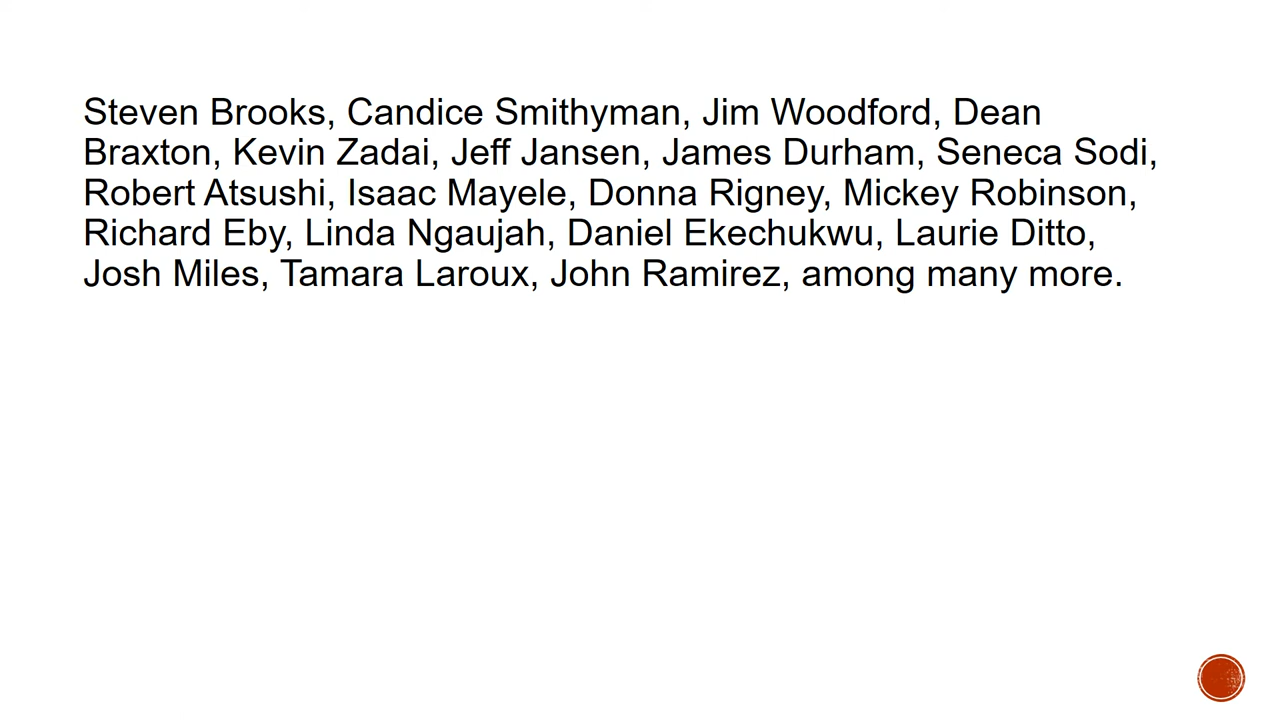 Steven Brooks, Candice Smithyman, Jim Woodford, Dean
Braxton, Kevin Zadai, Jeff Jansen, James Durham, Seneca Sodi,
Robert Atsushi, Isaac Mayele, Donna Rigney, Mickey Robinson,
Richard Eby, Linda Ngaujah, Daniel Ekechukwu, Laurie Ditto,
Josh Miles, Tamara Laroux, John Ramirez, among many more.